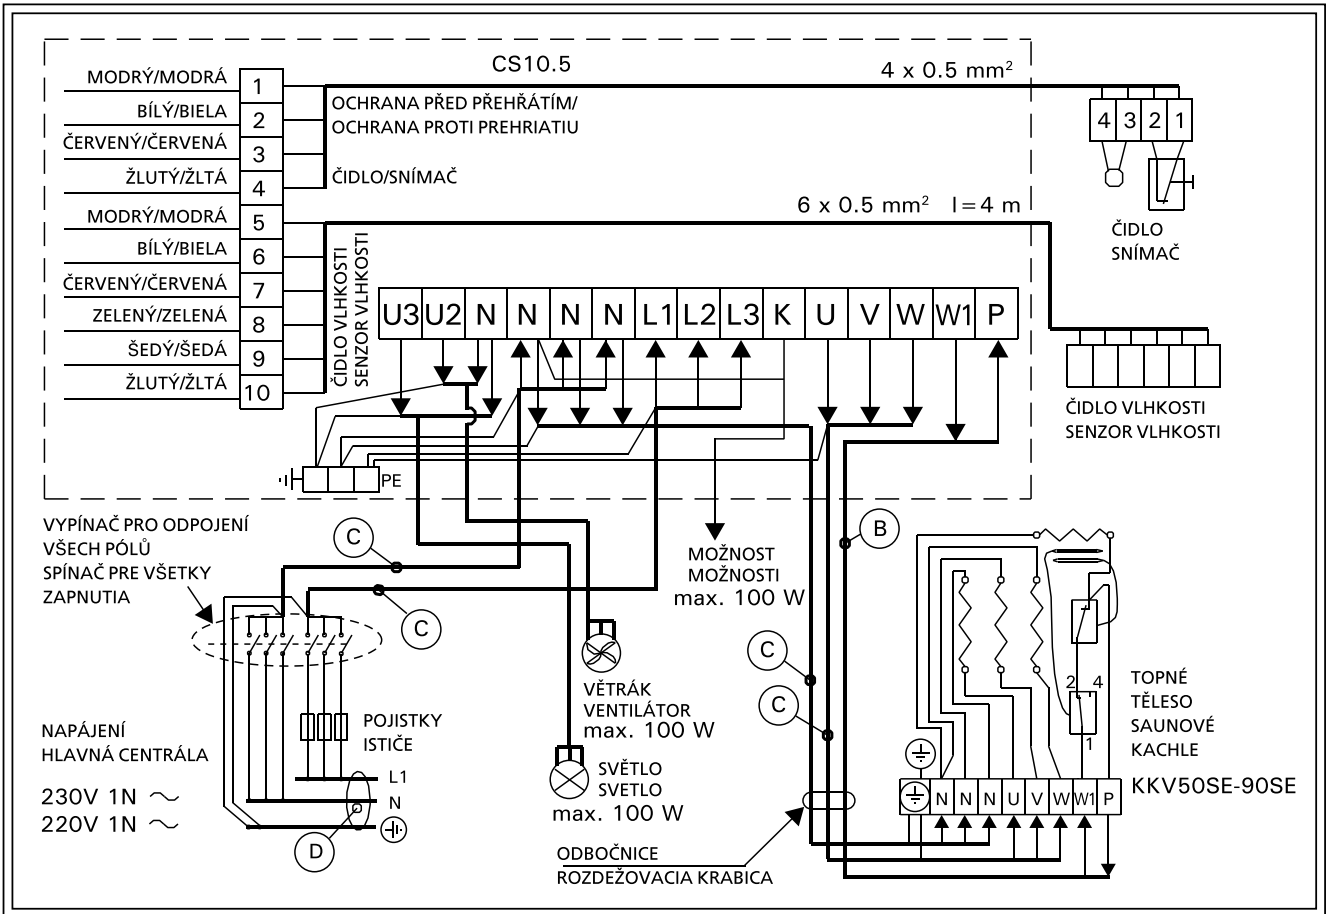 CS10.5
4 x 0.5 mm²
MODRÝ/MODRÁ 1
BÍLÝ/BIELA 2
ČERVENÝ/ČERVENÁ 3
ŽLUTÝ/ŽLTÁ 4
MODRÝ/MODRÁ 5
BÍLÝ/BIELA 6
ČERVENÝ/ČERVENÁ 7
ZELENÝ/ZELENÁ 8
ŠEDÝ/ŠEDÁ 9
ŽLUTÝ/ŽLTÁ 10
OCHRANA PŘED PŘEHŘÁTÍM/
OCHRANA PROTI PREHRIATIU
ČIDLO/SNÍMAČ
4 3 2 1
ČIDLO
SNÍMAČ
6 x 0.5 mm² l=4 m
ČIDLO VLHKOSTI
SENZOR VLHKOSTI
U3 U2 N N N N L1 L2 L3 K U V W W1 P
ČIDLO VLHKOSTI
SENZOR VLHKOSTI
PE
VYPÍNAČ PRO ODPOJENÍ
VŠECH PÓLŮ
SPÍNAČ PRE VŠETKY
ZAPNUTIA
C
C
MOŽNOST
MOŽNOSTI
max. 100 W
B
C
C
VĚTRÁK
VENTILÁTOR
max. 100 W
SVĚTLO
SVETLO
max. 100 W
NAPÁJENÍ
HLAVNÁ CENTRÁLA
230V 1N ~
220V 1N ~
POJISTKY
ISTIČE
L1
N
D
ODBOČNICE
ROZDEŽOVACIA KRABICA
2 4
1
TOPNÉ
TĚLESO
SAUNOVÉ
KACHLE
KKV50SE-90SE
N N N U V W W1 P